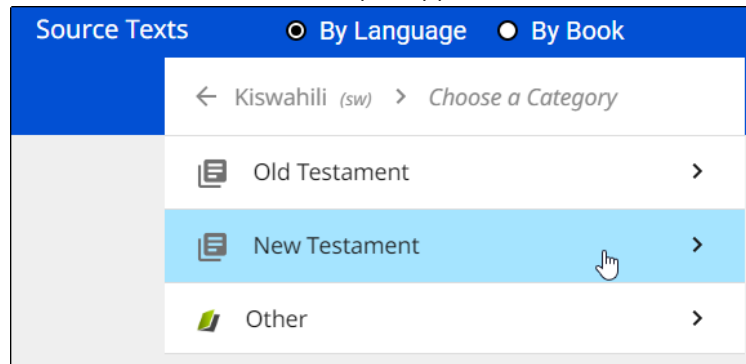 Source Texts By Language By Book
Kiswahili (sw) > Choose a Category
Old Testament
New Testament
Other